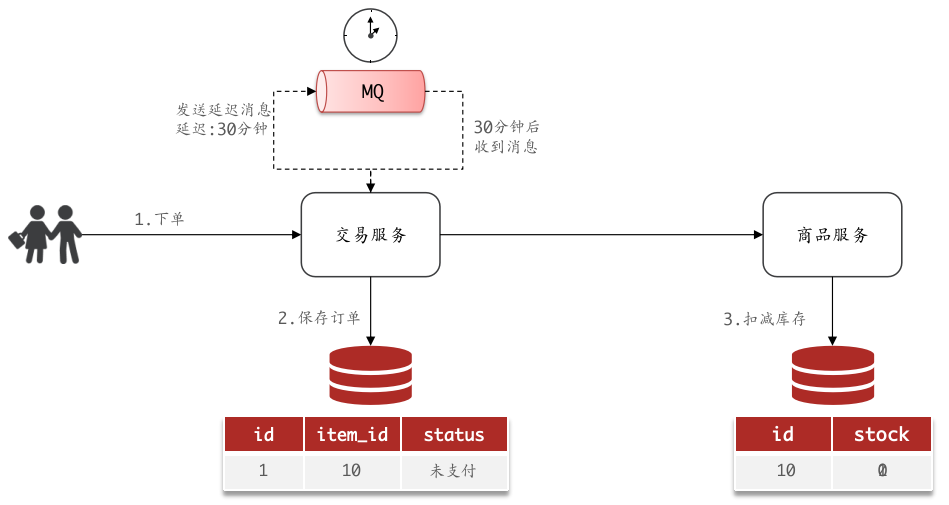 MQ
发送延迟消息
延迟:30分钟
30分钟后
收到消息
1.下单
交易服务
商品服务
2.保存订单
3.扣减库存
id item_id status
1 10 未支付
id stock
10